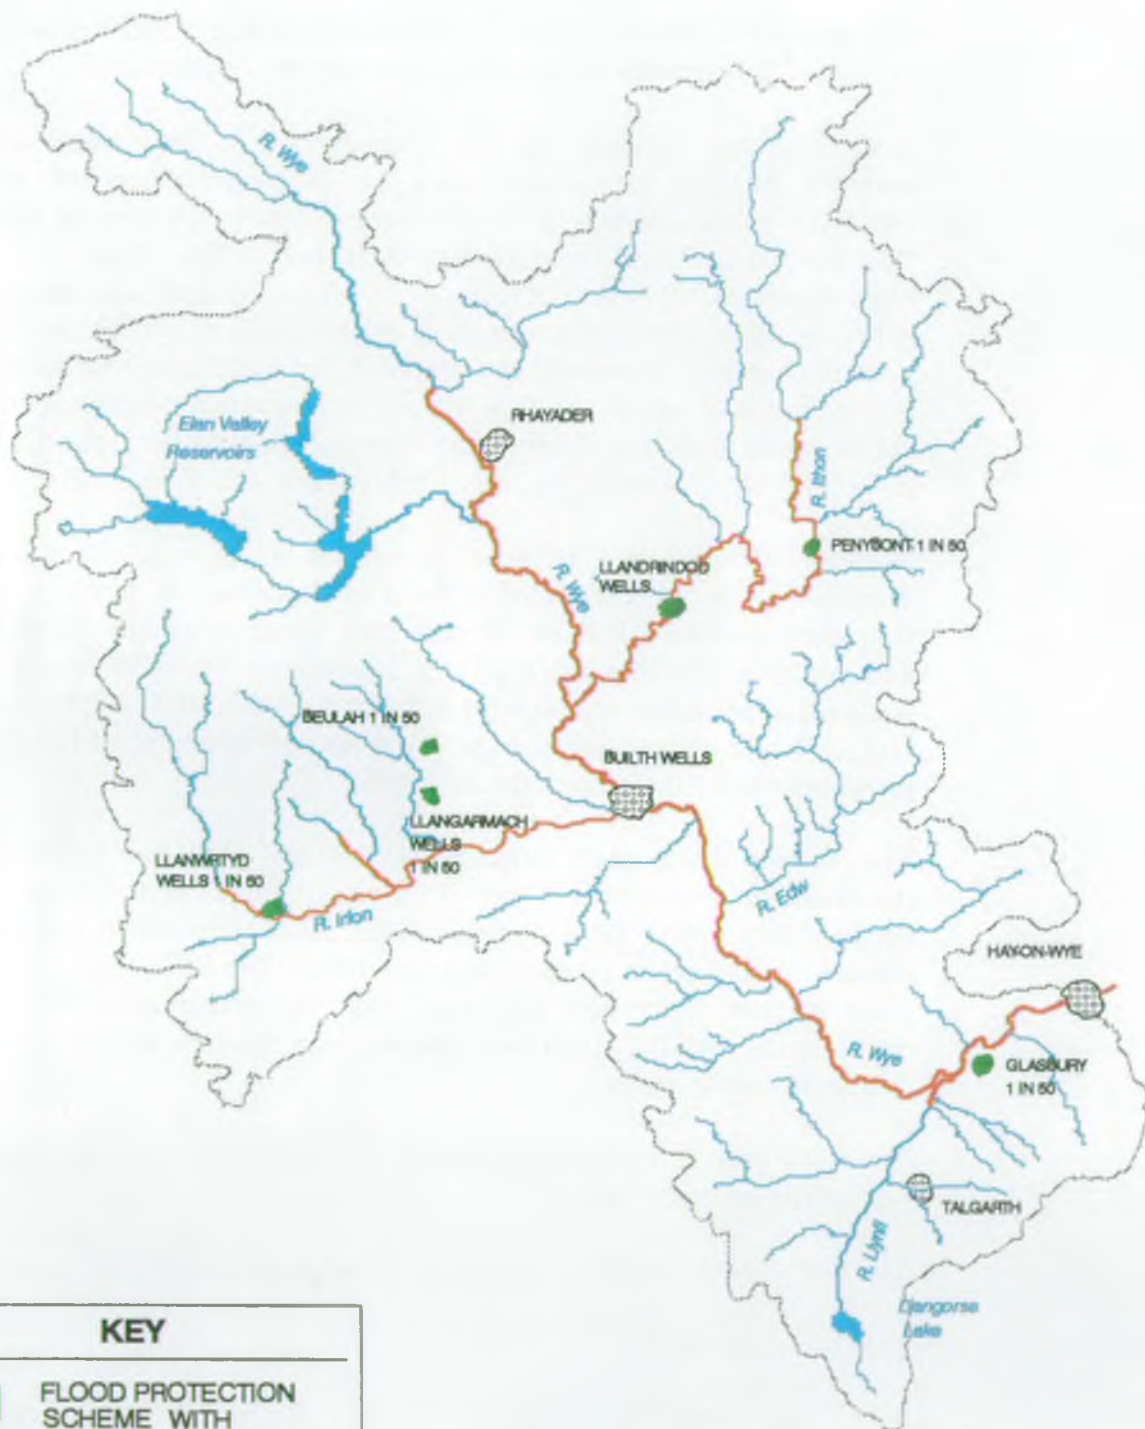 R. Wye
Elan Valley
Reservoirs
RHAYADER
R. Ithon
PENYBONT 1 IN 50
R. Wye
LLANDRINDOD
WELLS
BEULAH 1 IN 50
BUILTH WELLS
LLANGARMACH
WELLS
1 IN 50
LLANWRTYD
WELLS 1 IN 50
R. Irfon
R. Edw
HAY-ON-WYE
R. Wye
GLASBURY
1 IN 50
TALGARTH
R. Llynfi
Llangorse
Lake
KEY
FLOOD PROTECTION
SCHEME WITH